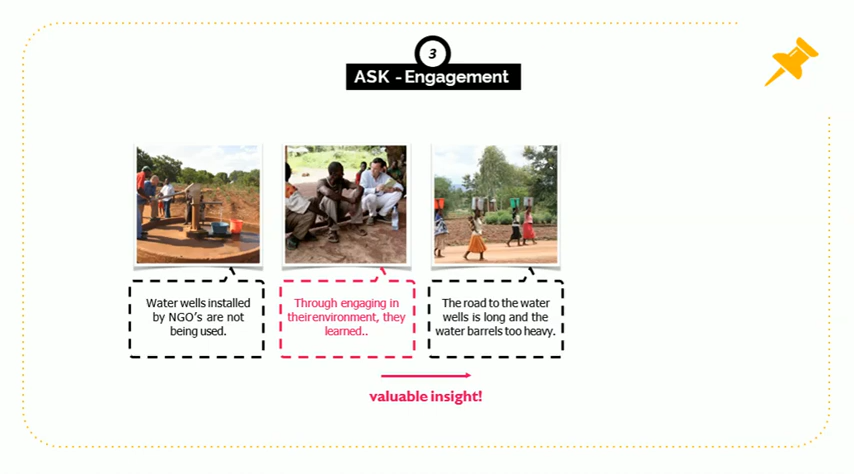 3
ASK - Engagement
Water wells installed
by NGO's are not
being used.
Through engaging in
theirenvironment, they
learned..
The road to the water
wells is long and the
water barrels too heavy.
valuable insight!